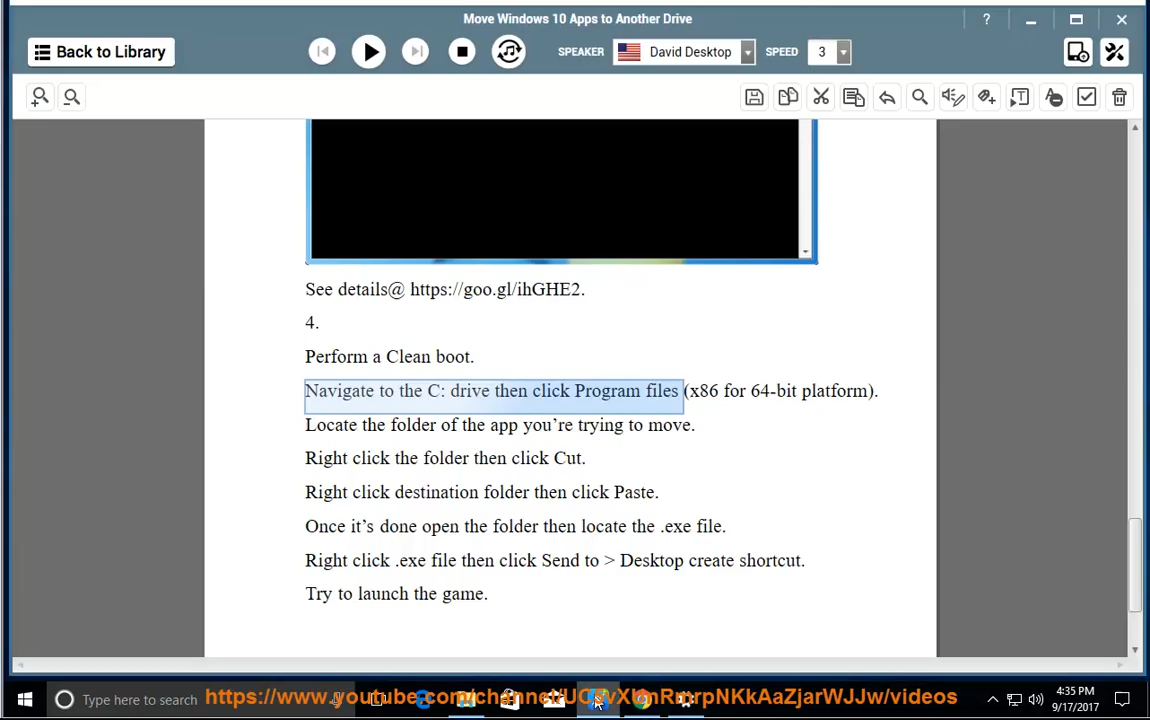 Move Windows 10 Apps to Another Drive
Back to Library
SPEAKER
David Desktop
SPEED
3
See details@ https://goo.gl/ihGHE2.
4.
Perform a Clean boot.
Navigate to the C: drive then click Program files (x86 for 64-bit platform).
Locate the folder of the app you’re trying to move.
Right click the folder then click Cut.
Right click destination folder then click Paste.
Once it’s done open the folder then locate the .exe file.
Right click .exe file then click Send to > Desktop create shortcut.
Try to launch the game.
Type here to search
4:35 PM
9/17/2017